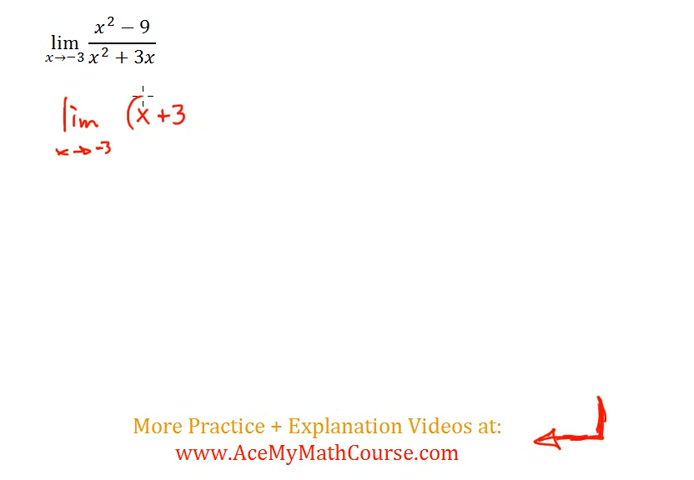 lim x→−3 x² − 9 / x² + 3x
lim x→−3 (x + 3
More Practice + Explanation Videos at:
www.AceMyMathCourse.com